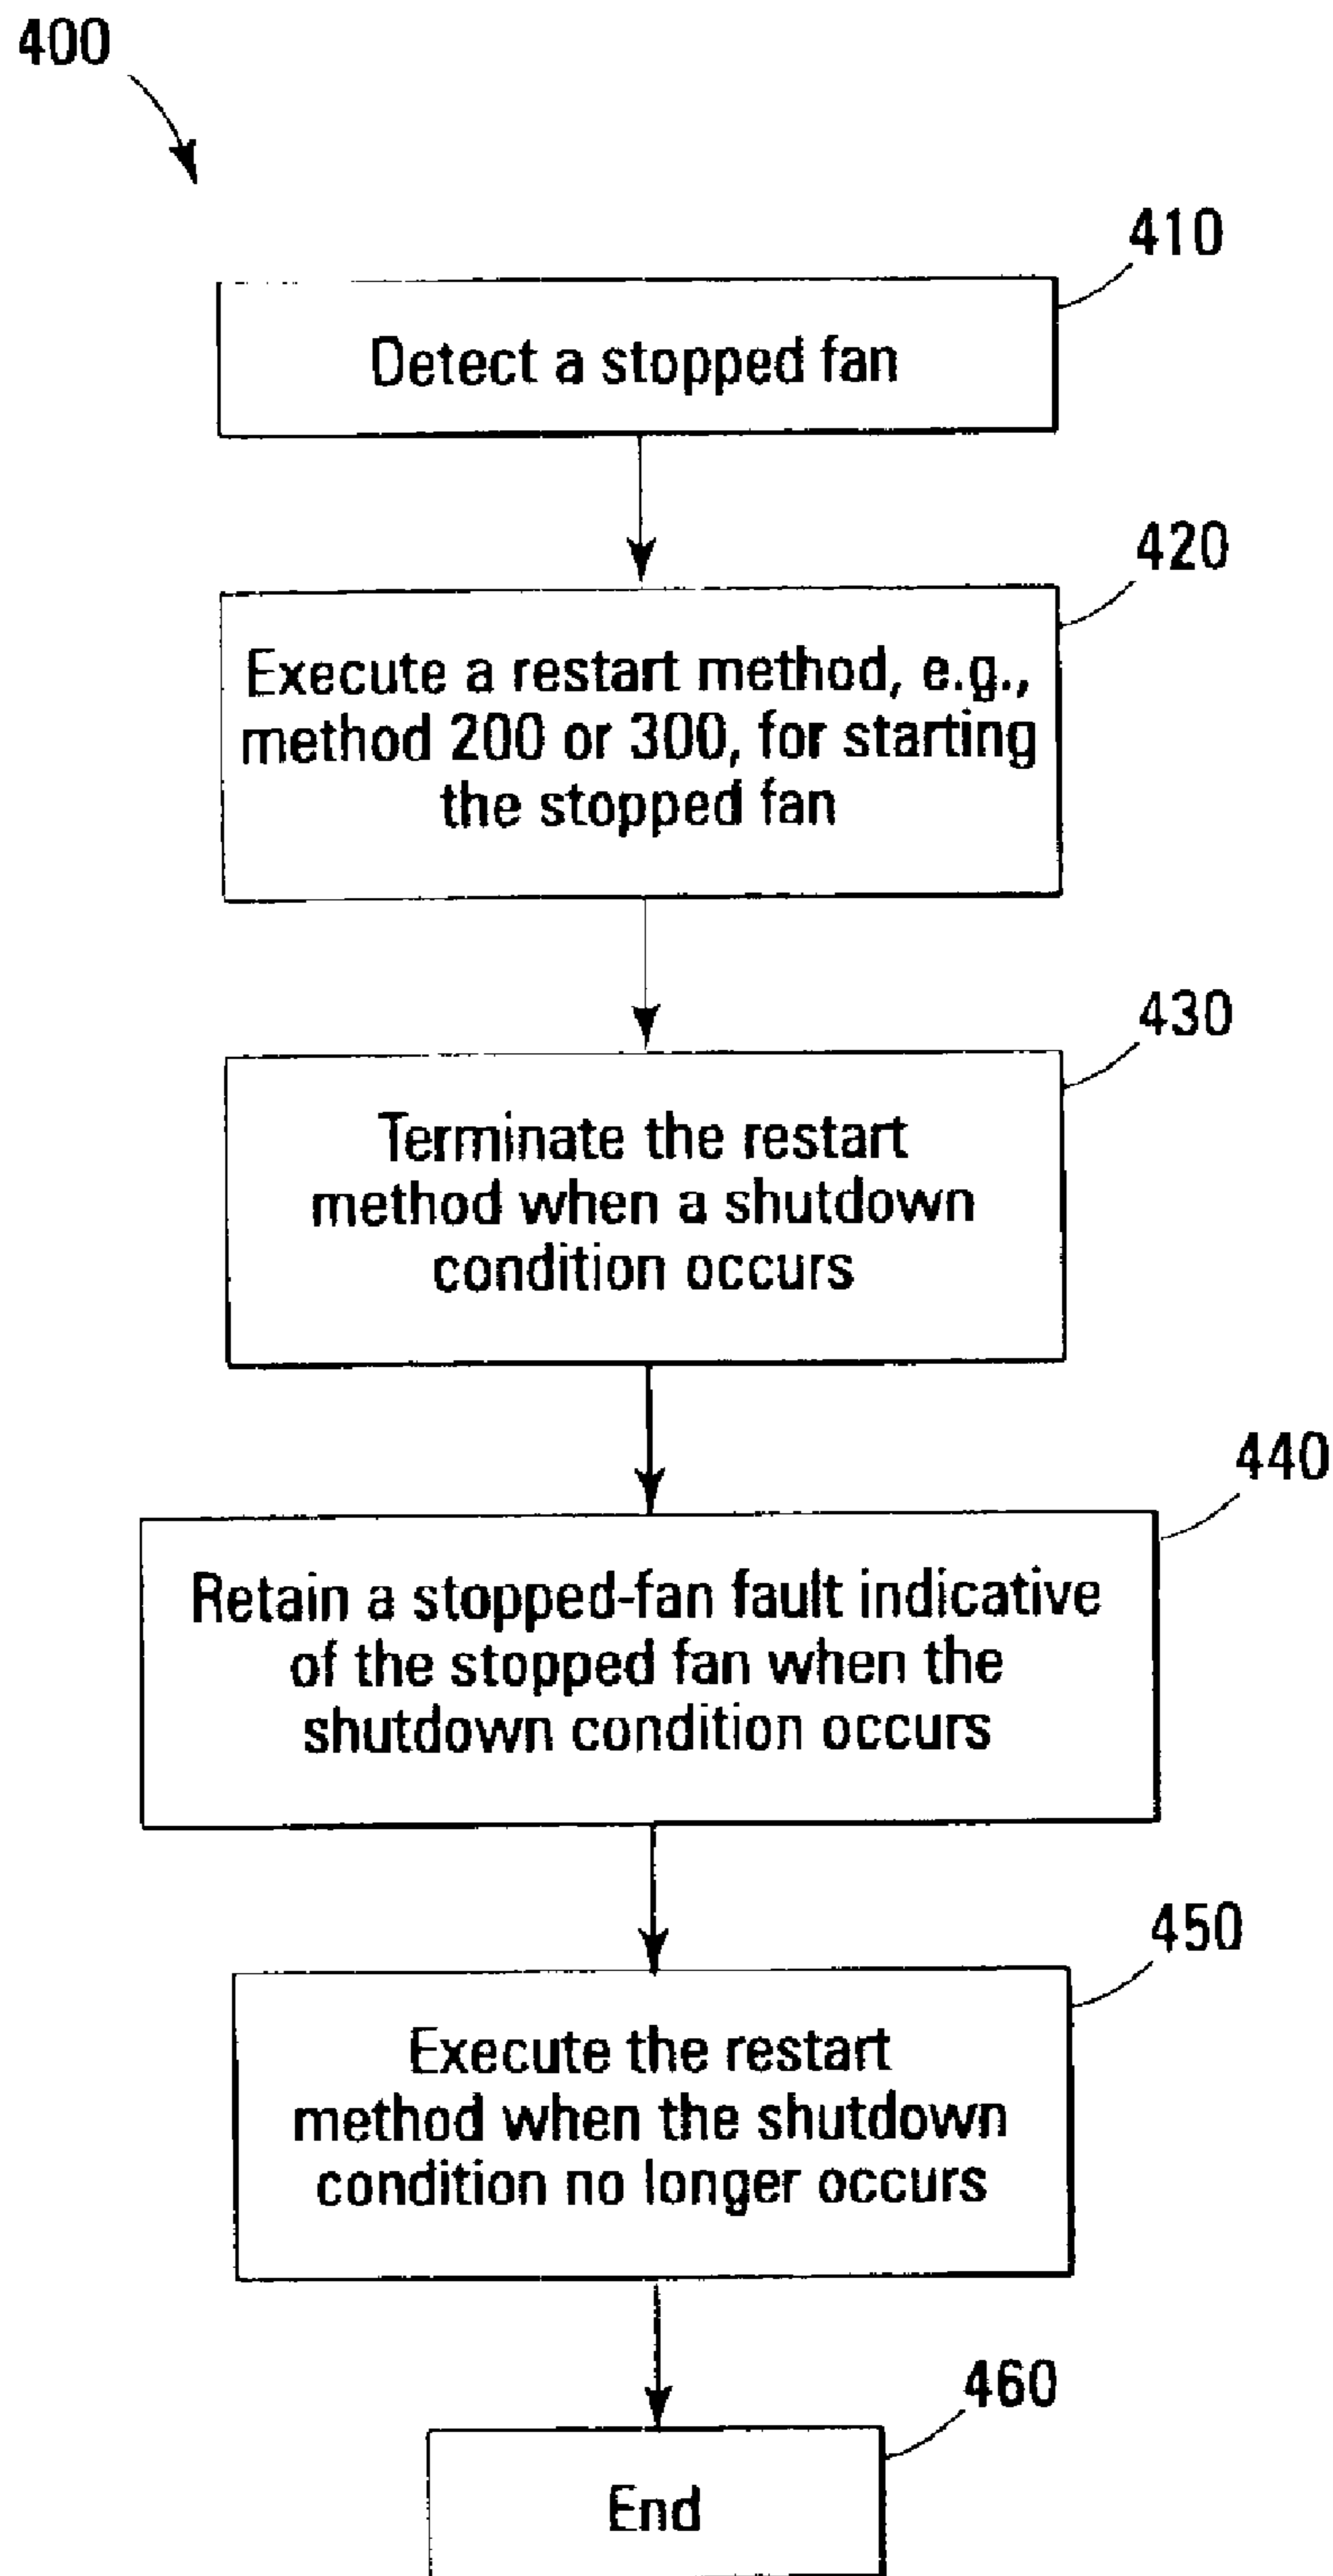 400
410
Detect a stopped fan
420
Execute a restart method, e.g.,
method 200 or 300, for starting
the stopped fan
430
Terminate the restart
method when a shutdown
condition occurs
440
Retain a stopped-fan fault indicative
of the stopped fan when the
shutdown condition occurs
450
Execute the restart
method when the shutdown
condition no longer occurs
460
End